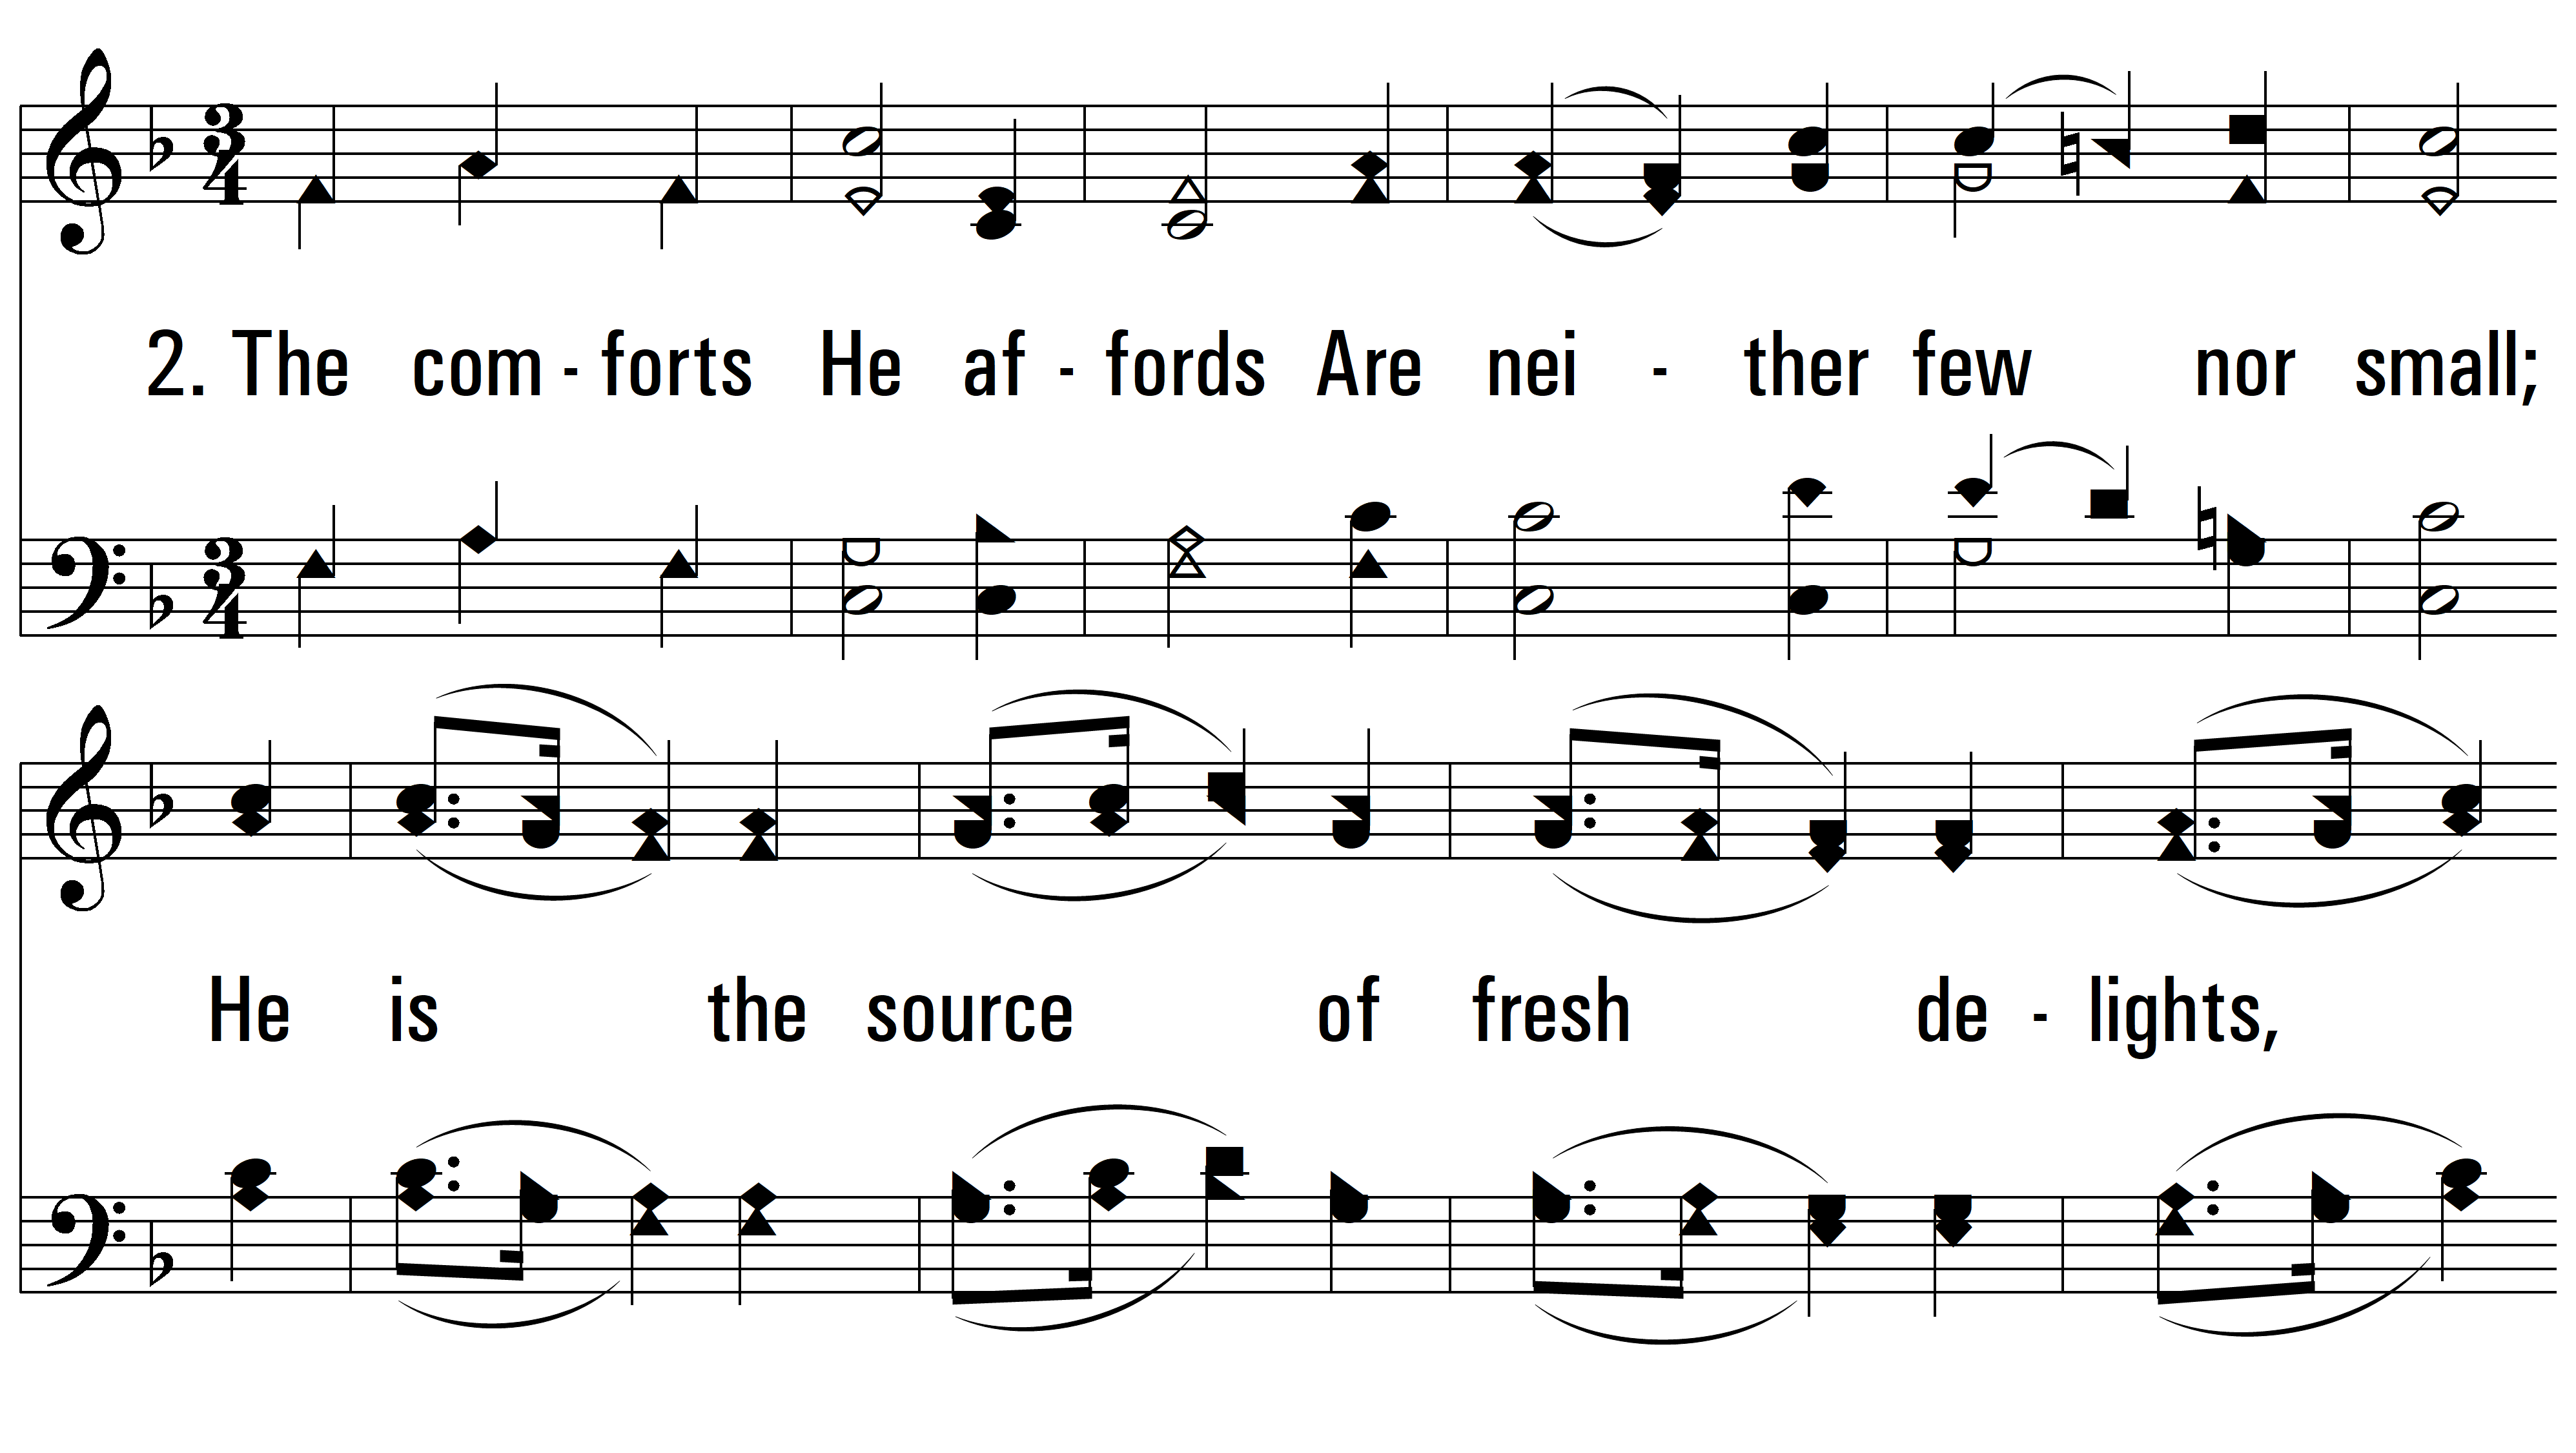 2. The com - forts He af - fords Are nei - ther few nor small;
He is the source of fresh de - lights,